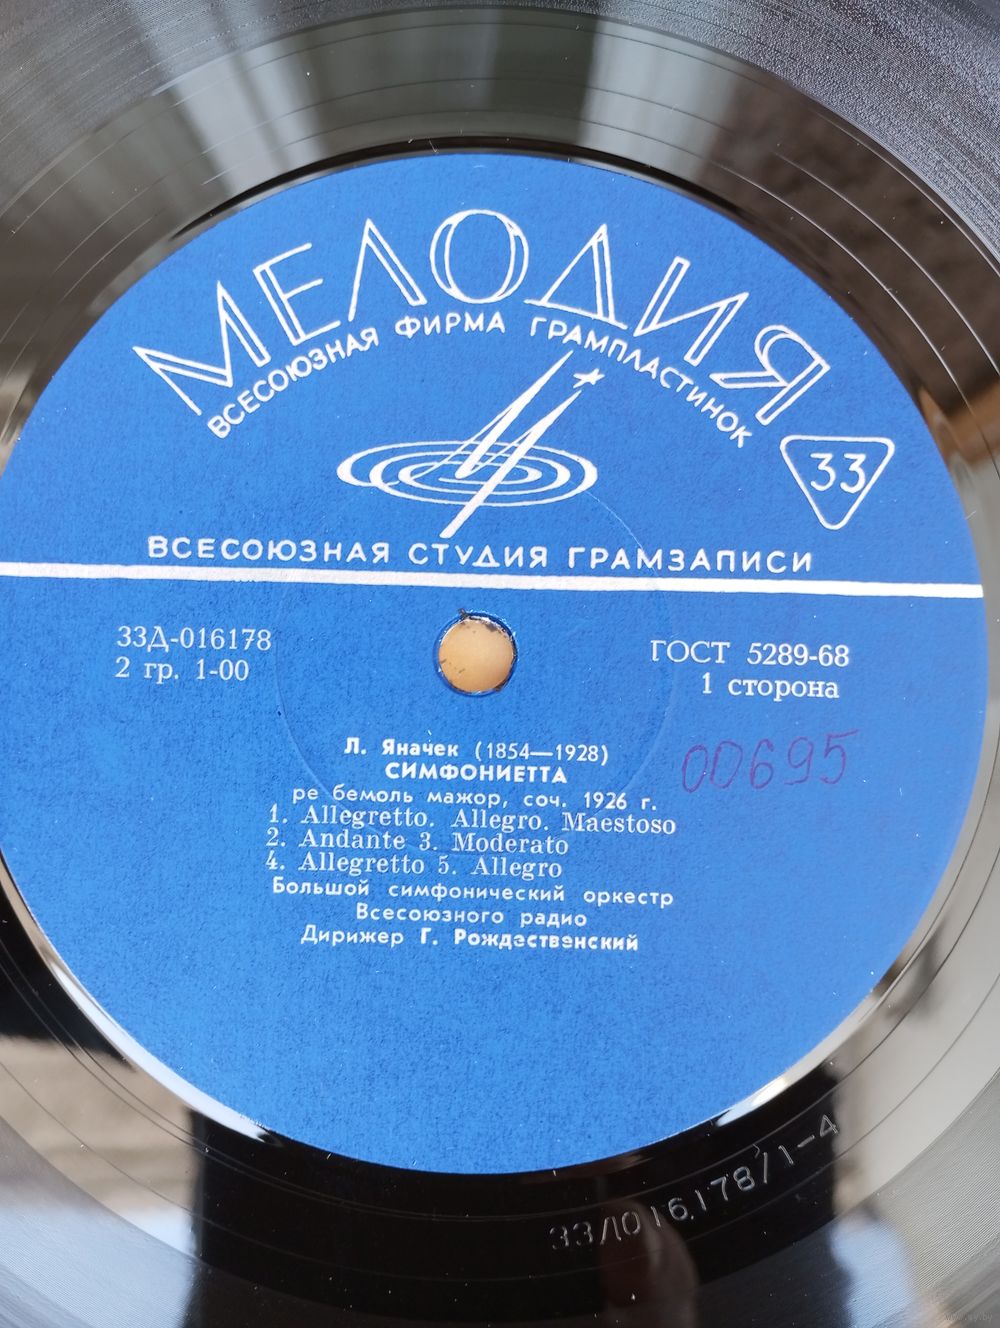 МЕЛОДИЯ
ВСЕСОЮЗНАЯ ФИРМА ГРАМПЛАСТИНОК
33
ВСЕСОЮЗНАЯ СТУДИЯ ГРАМЗАПИСИ
33Д-016178
2 гр. 1-00
ГОСТ 5289-68
1 сторона
00695
Л. Яначек (1854—1928)
СИМФОНИЕТТА
ре бемоль мажор, соч. 1926 г.
1. Allegretto. Allegro. Maestoso
2. Andante 3. Moderato
4. Allegretto 5. Allegro
Большой симфонический оркестр
Всесоюзного радио
Дирижер Г. Рождественский
33Д016178/1-4